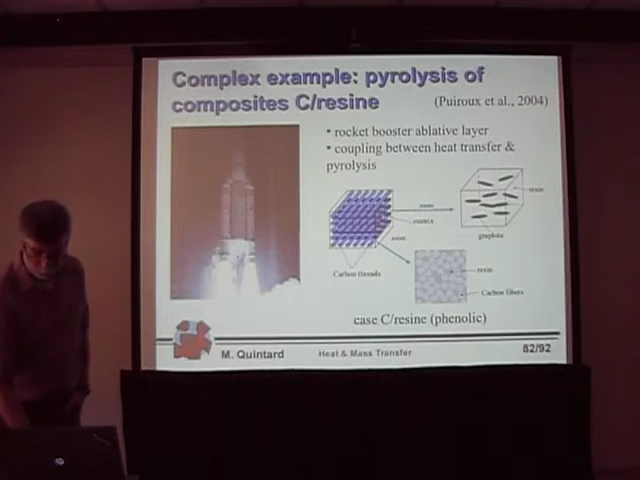 Complex example: pyrolysis of
composites C/resine
(Puiroux et al., 2004)
• rocket booster ablative layer
• coupling between heat transfer &
pyrolysis
zoom
resin
matrix
graphite
zoom
Carbon threads
resin
Carbon fibers
case C/resine (phenolic)
M. Quintard
Heat & Mass Transfer
82/92